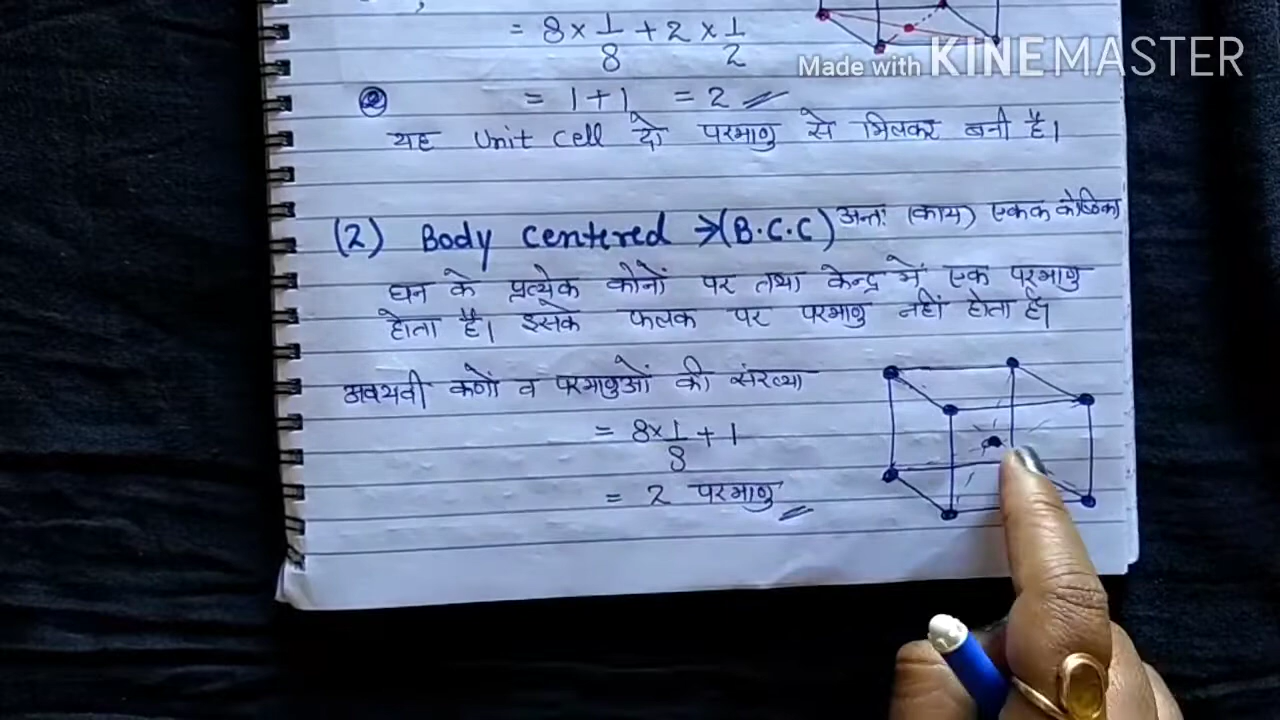 = 8 × 1/8 + 2 × 1/2
Made with KINEMASTER
= 1 + 1 = 2
यह Unit Cell दो परमाणु से मिलकर बनी है।
(2) Body Centered → (B.C.C) अन्तः (काय) एकक कोष्ठिका
घन के प्रत्येक कोनों पर तथा केन्द्र में एक परमाणु
होता है। इसके फलक पर परमाणु नहीं होता है।
अवयवी कणों व परमाणुओं की संख्या
= 8×1/8 + 1
= 2 परमाणु